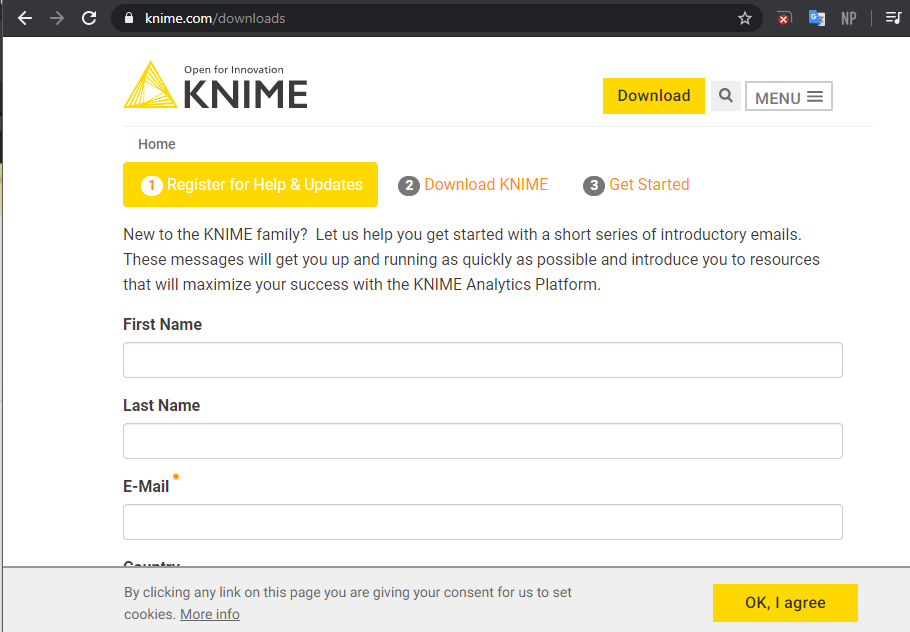 knime.com/downloads
NP
Open for Innovation
KNIME
Download
MENU
Home
1 Register for Help & Updates
2 Download KNIME
3 Get Started
New to the KNIME family?  Let us help you get started with a short series of introductory emails.
These messages will get you up and running as quickly as possible and introduce you to resources
that will maximize your success with the KNIME Analytics Platform.
First Name
Last Name
E-Mail
Country
By clicking any link on this page you are giving your consent for us to set
cookies. More info
OK, I agree